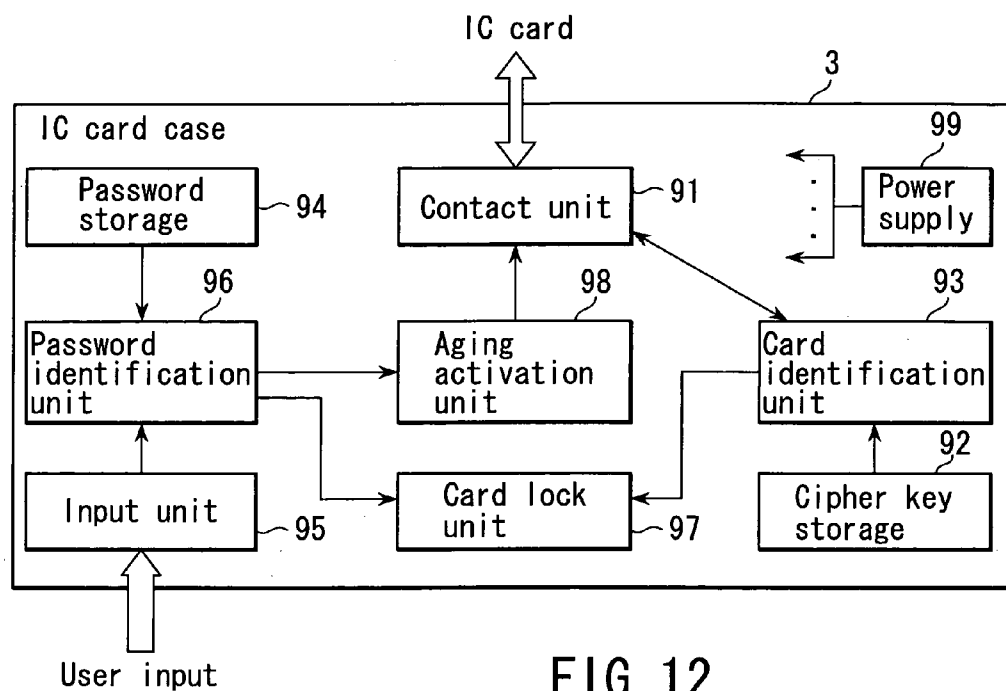 IC card
3
IC card case
99
Password
storage
94
Contact unit
91
Power
supply
96
98
93
Password
identification
unit
Aging
activation
unit
Card
identification
unit
92
Input unit
95
Card lock
unit
97
Cipher key
storage
User input
FIG. 12